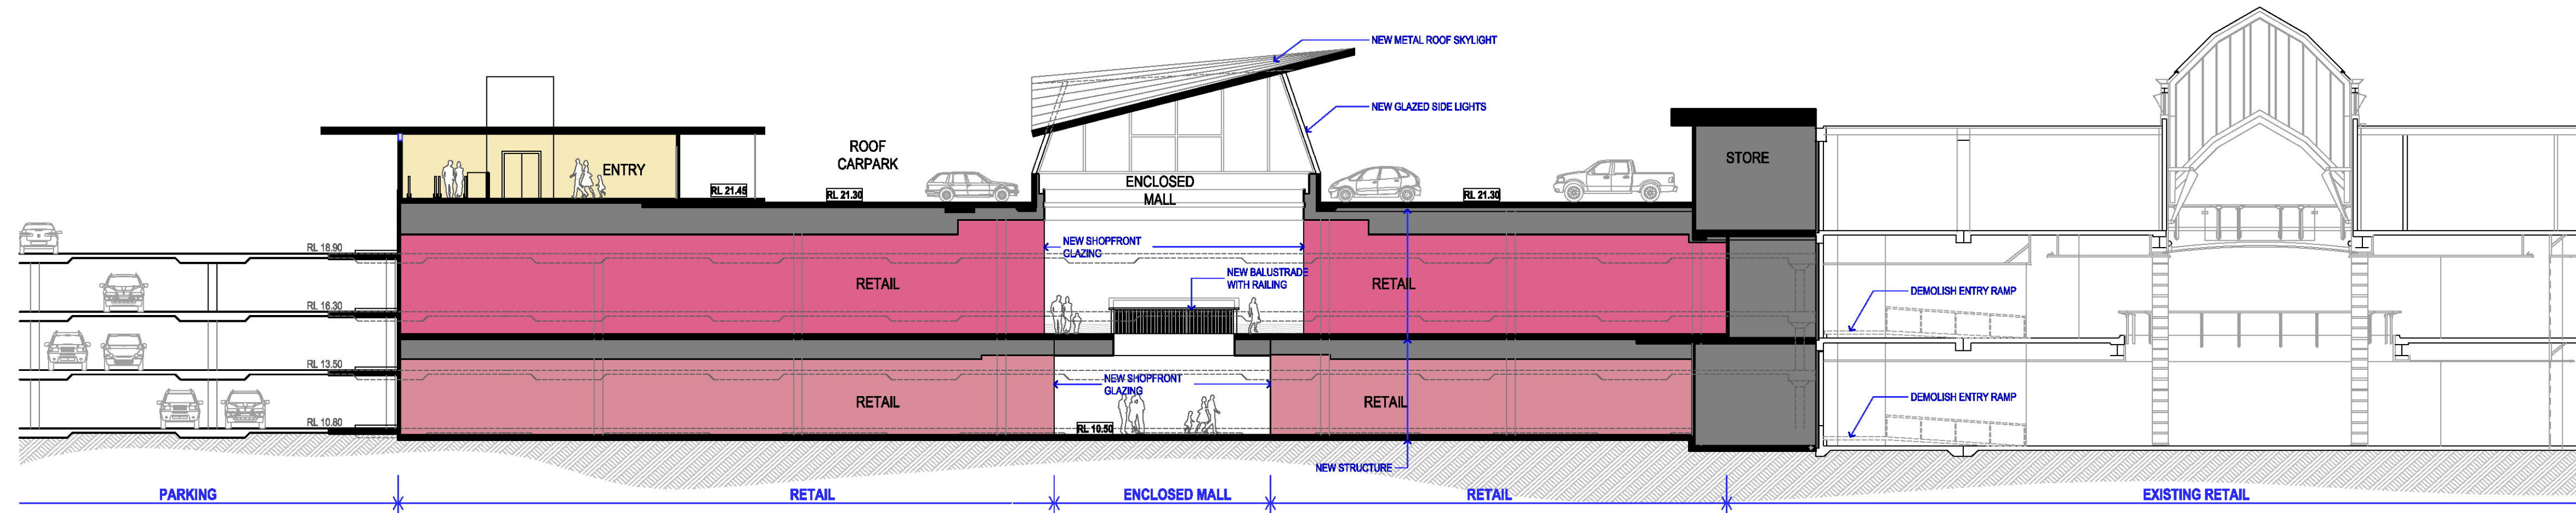 NEW METAL ROOF SKYLIGHT
NEW GLAZED SIDE LIGHTS
ROOF
CARPARK
ENTRY
STORE
ENCLOSED
MALL
RL 21.45
RL 21.30
RL 21.30
RL 18.90
NEW SHOPFRONT
GLAZING
NEW BALUSTRADE
WITH RAILING
RETAIL
RETAIL
DEMOLISH ENTRY RAMP
RL 16.30
RL 13.50
NEW SHOPFRONT
GLAZING
RETAIL
RETAIL
DEMOLISH ENTRY RAMP
RL 10.80
RL 10.50
NEW STRUCTURE
PARKING
RETAIL
ENCLOSED MALL
RETAIL
EXISTING RETAIL